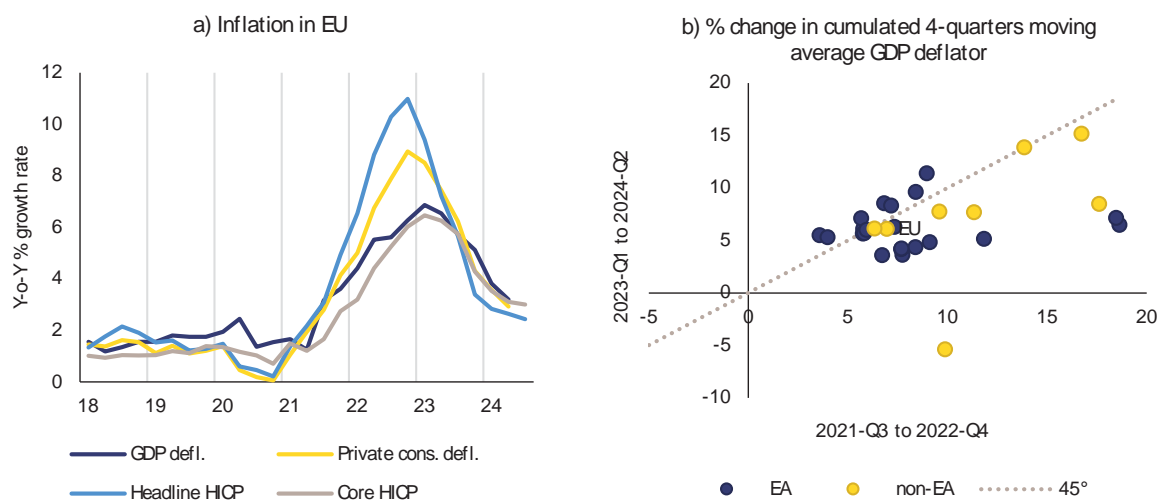 a) Inflation in EU
12
10
8
6
4
2
0
Y-o-Y % growth rate
18 19 20 21 22 23 24
GDP defl.
Private cons. defl.
Headline HICP
Core HICP
b) % change in cumulated 4-quarters moving
average GDP deflator
20
15
10
5
0
-5
-10
2023-Q1 to 2024-Q2
-5 0 5 10 15 20
EU
2021-Q3 to 2022-Q4
EA
non-EA
45°